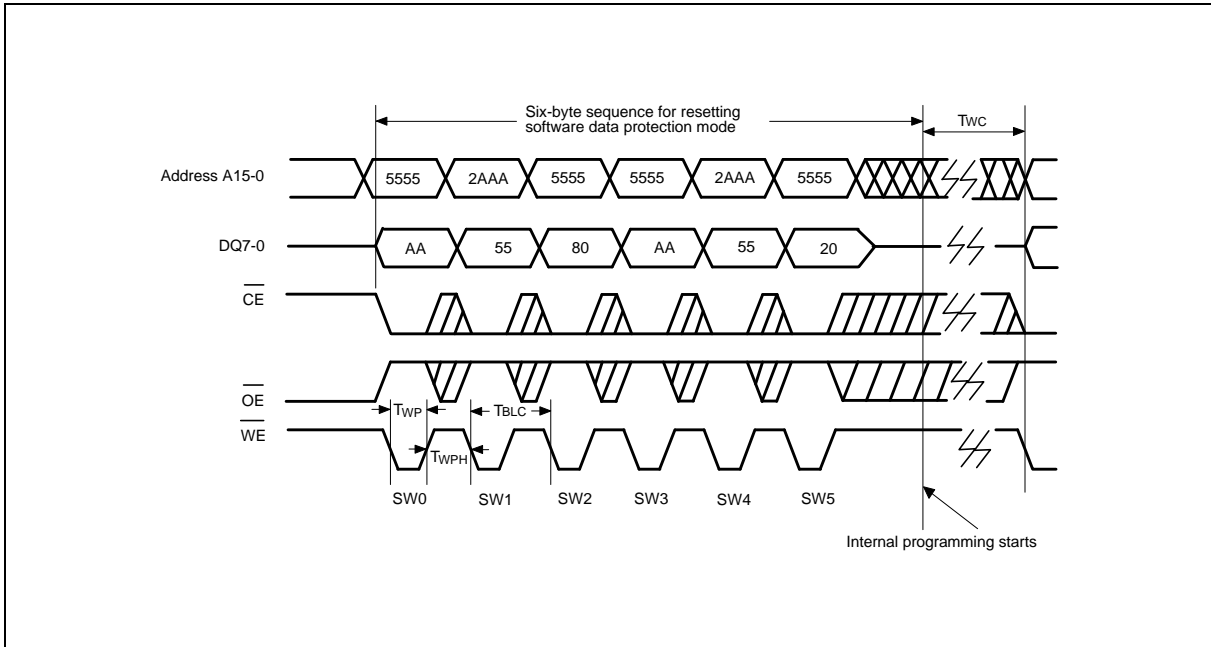 Six-byte sequence for resetting
software data protection mode
TWC
Address A15-0
5555
2AAA
5555
5555
2AAA
5555
DQ7-0
AA
55
80
AA
55
20
CE
OE
TWP
TBLC
WE
TWPH
SW0
SW1
SW2
SW3
SW4
SW5
Internal programming starts